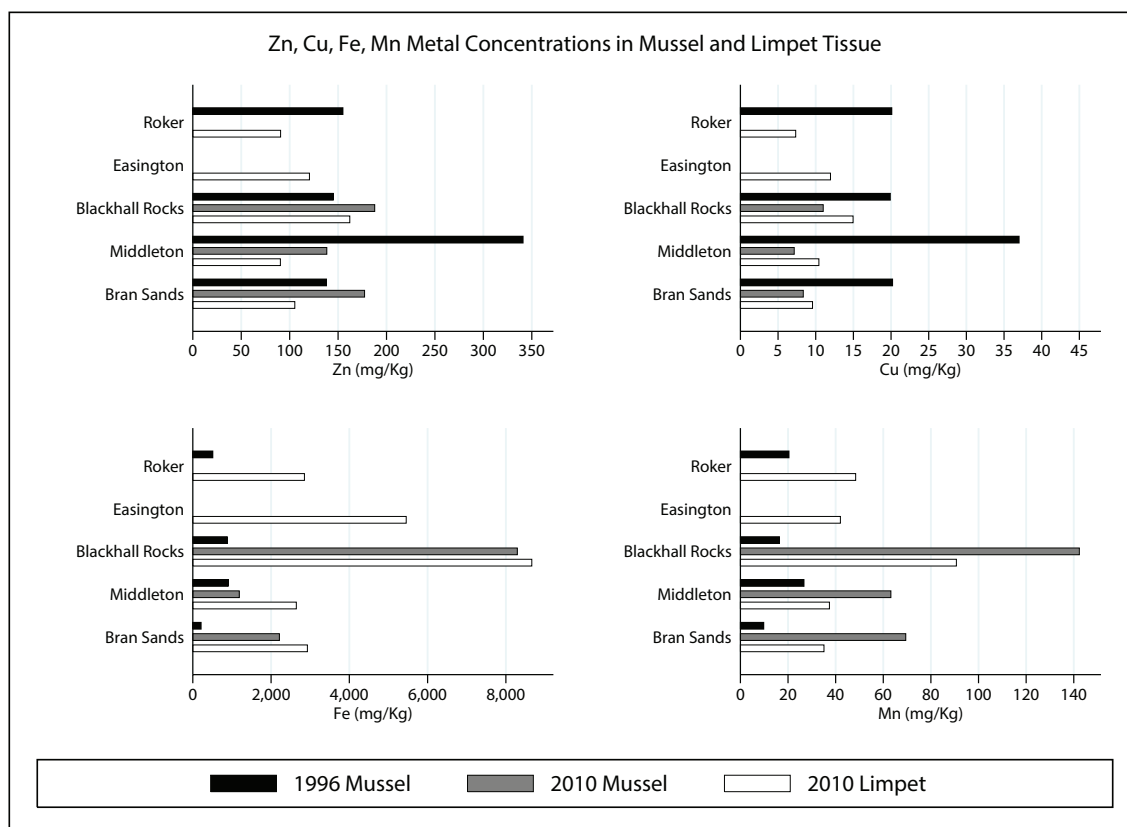 Zn, Cu, Fe, Mn Metal Concentrations in Mussel and Limpet Tissue
Roker
Easington
Blackhall Rocks
Middleton
Bran Sands
0 50 100 150 200 250 300 350
Zn (mg/Kg)
Roker
Easington
Blackhall Rocks
Middleton
Bran Sands
0 5 10 15 20 25 30 35 40 45
Cu (mg/Kg)
Roker
Easington
Blackhall Rocks
Middleton
Bran Sands
0 2,000 4,000 6,000 8,000
Fe (mg/Kg)
Roker
Easington
Blackhall Rocks
Middleton
Bran Sands
0 20 40 60 80 100 120 140
Mn (mg/Kg)
1996 Mussel 2010 Mussel 2010 Limpet